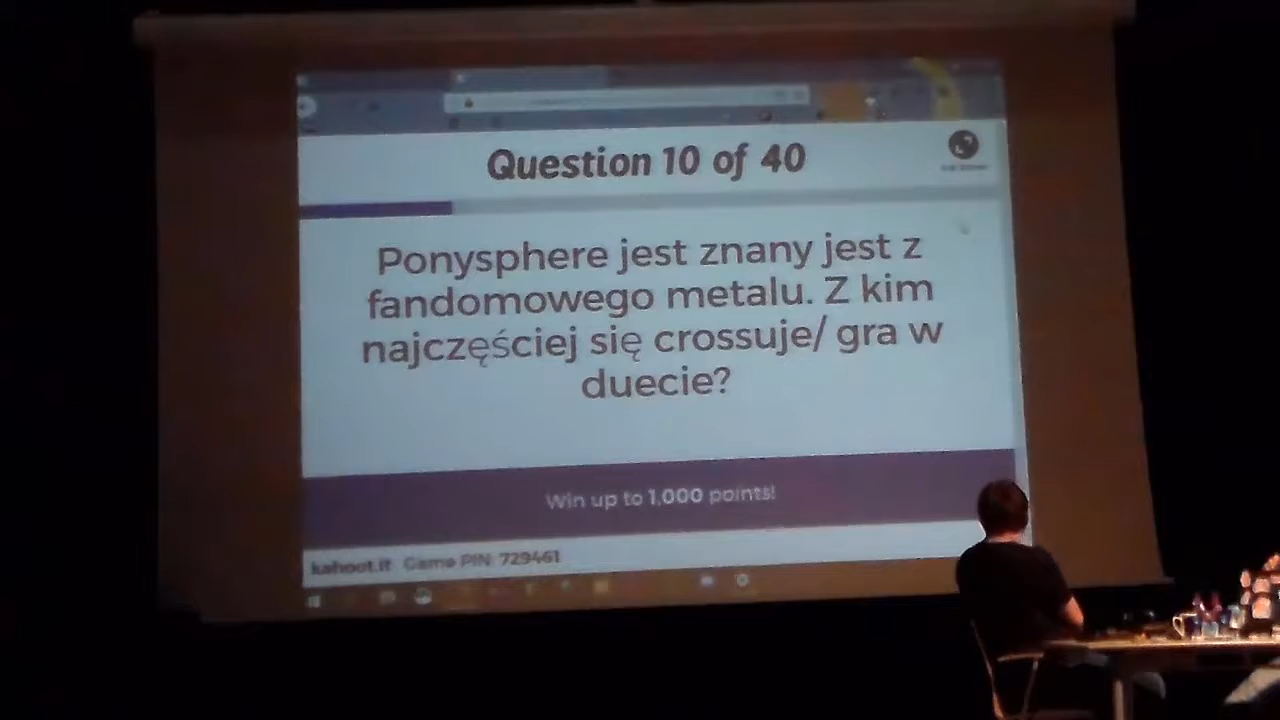 Question 10 of 40
Ponysphere jest znany jest z
fandomowego metalu. Z kim
najczęściej się crossuje/ gra w
duecie?
Win up to 1,000 points!
kahoot.it Game PIN: 729461